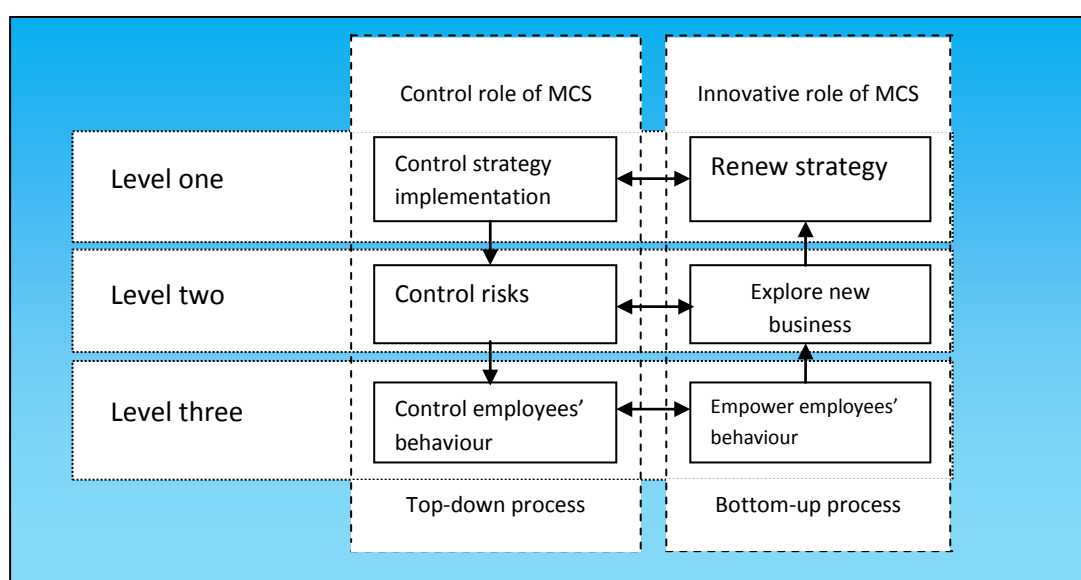 Control role of MCS
Innovative role of MCS
Level one
Control strategy
implementation
Renew strategy
Level two
Control risks
Explore new
business
Level three
Control employees’
behaviour
Empower employees’
behaviour
Top-down process
Bottom-up process